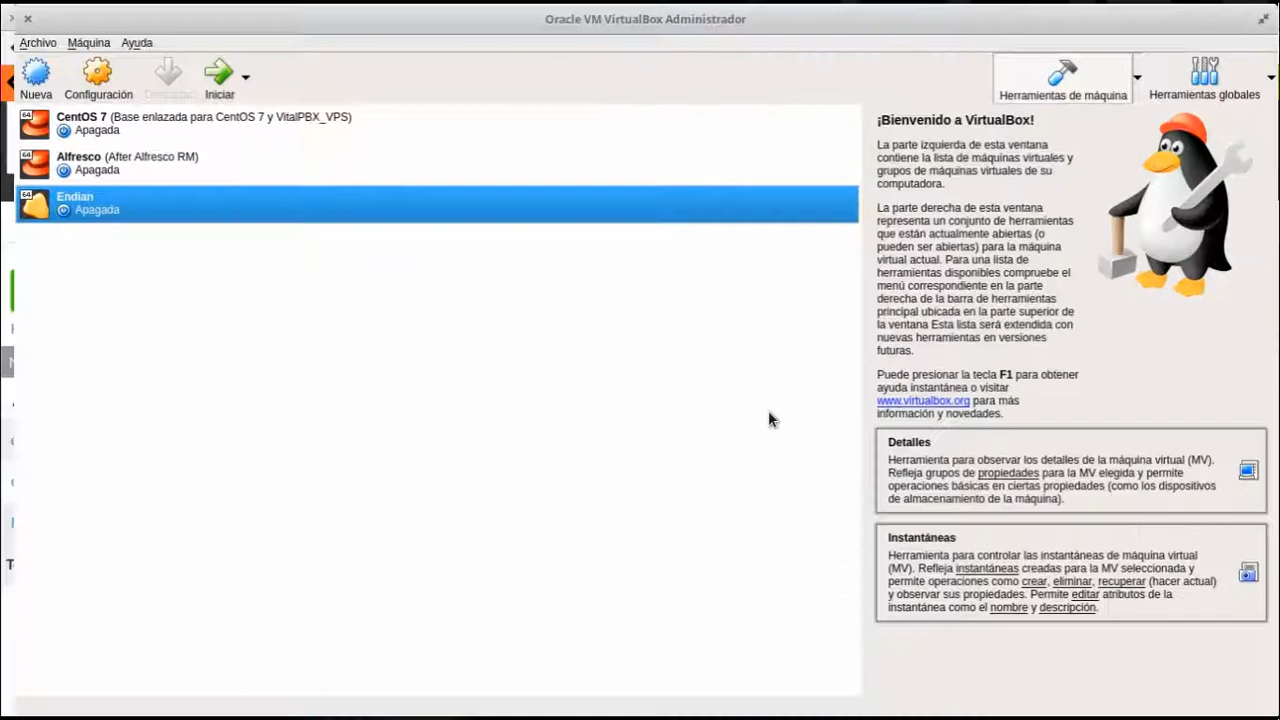 Oracle VM VirtualBox Administrador
Archivo Máquina Ayuda
Nueva Configuración Iniciar
Herramientas de máquina Herramientas globales
64 CentOS 7 (Base enlazada para CentOS 7 y VitalPBX_VPS)
Apagada
64 Alfresco (After Alfresco RM)
Apagada
64 Endian
Apagada
¡Bienvenido a VirtualBox!
La parte izquierda de esta ventana
contiene la lista de máquinas virtuales y
grupos de máquinas virtuales de su
computadora.
La parte derecha de esta ventana
representa un conjunto de herramientas
que están actualmente abiertas (o
pueden ser abiertas) para la máquina
virtual actual. Para una lista de
herramientas disponibles compruebe el
menú correspondiente en la parte
derecha de la barra de herramientas
principal ubicada en la parte superior de
la ventana Esta lista será extendida con
nuevas herramientas en versiones
futuras.
Puede presionar la tecla F1 para obtener
ayuda instantánea o visitar
www.virtualbox.org para más
información y novedades.
Detalles
Herramienta para observar los detalles de la máquina virtual (MV).
Refleja grupos de propiedades para la MV elegida y permite
operaciones básicas en ciertas propiedades (como los dispositivos
de almacenamiento de la máquina).
Instantáneas
Herramienta para controlar las instantáneas de máquina virtual
(MV). Refleja instantáneas creadas para la MV seleccionada y
permite operaciones como crear, eliminar, recuperar (hacer actual)
y observar sus propiedades. Permite editar atributos de la
instantánea como el nombre y descripción.